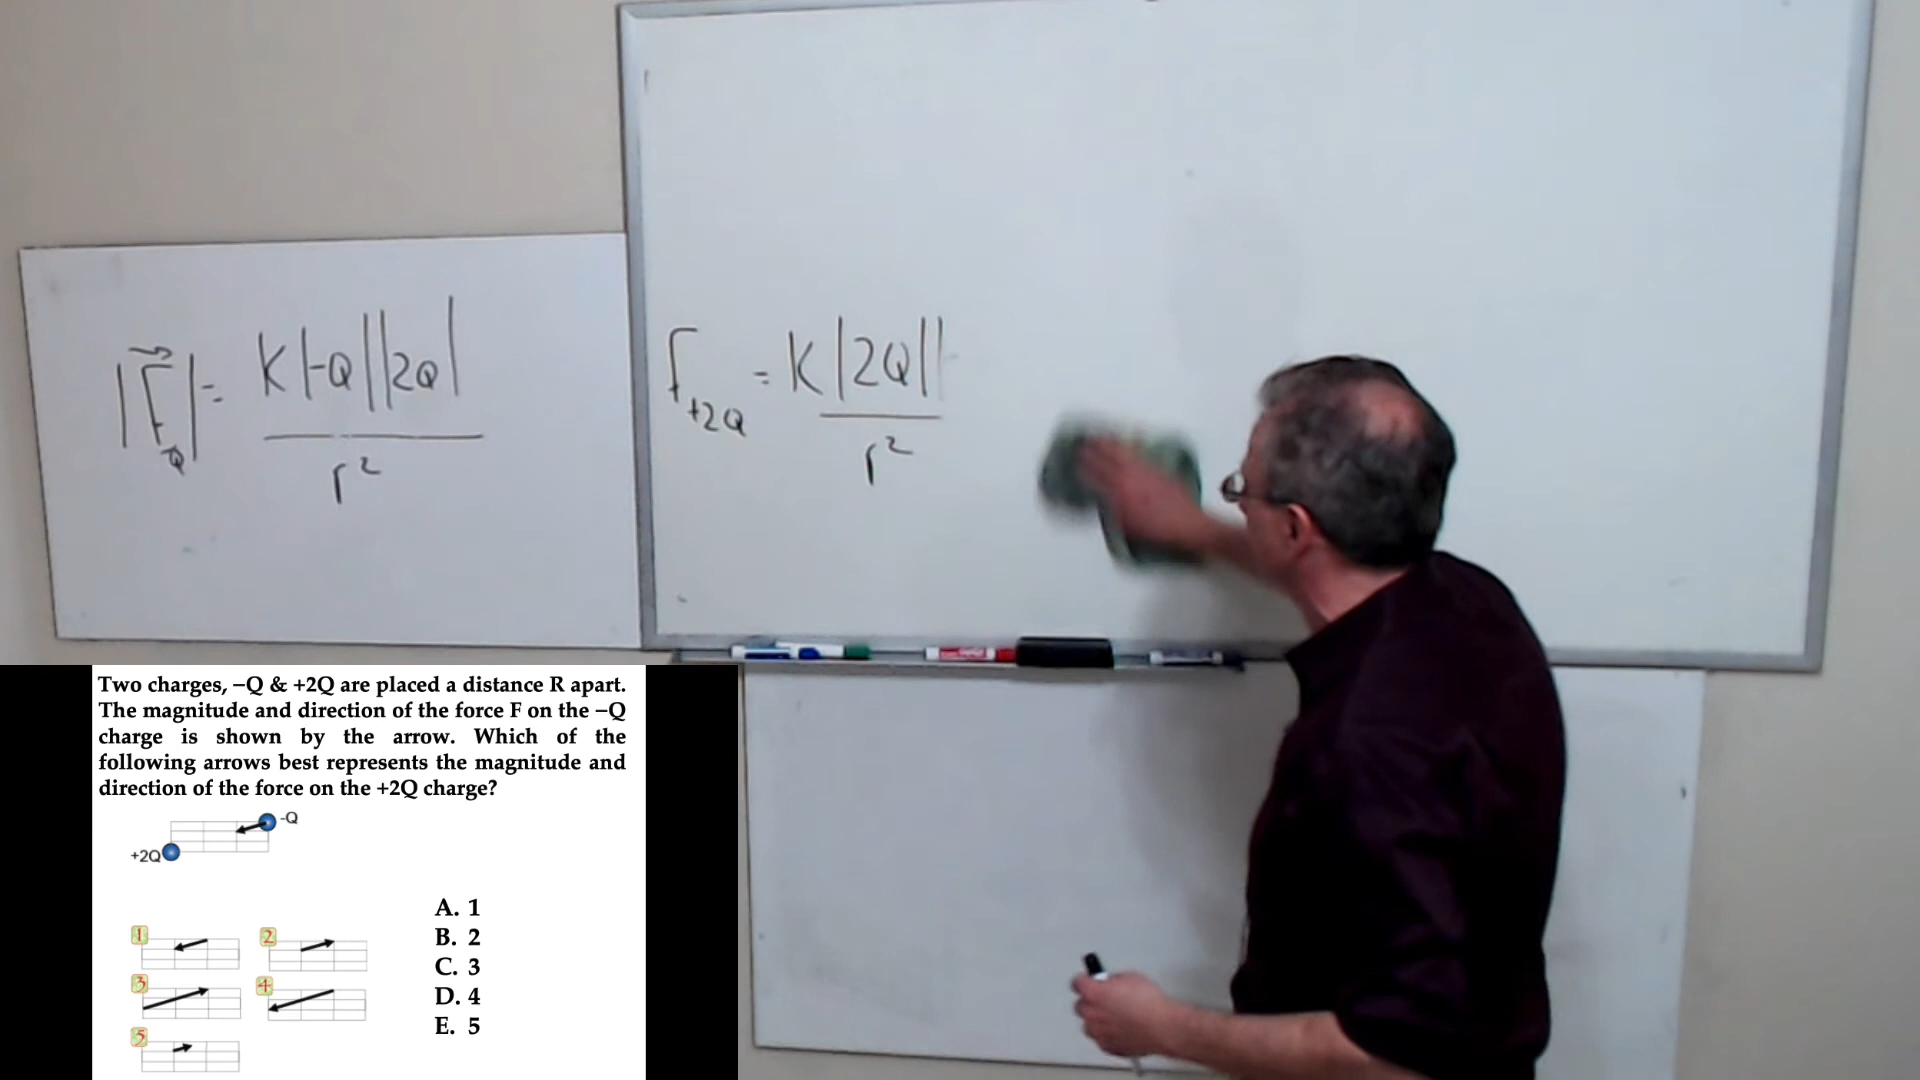 |F-Q| = K|-Q||2Q| / r²
F+2Q = K|2Q|| / r²
Two charges, −Q & +2Q are placed a distance R apart.
The magnitude and direction of the force F on the −Q
charge is shown by the arrow. Which of the
following arrows best represents the magnitude and
direction of the force on the +2Q charge?
-Q
+2Q
A. 1
1 2
B. 2
C. 3
3 4
D. 4
5
E. 5